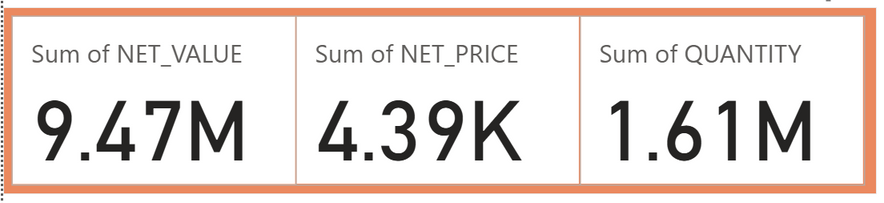 Sum of NET_VALUE
9.47M
Sum of NET_PRICE
4.39K
Sum of QUANTITY
1.61M